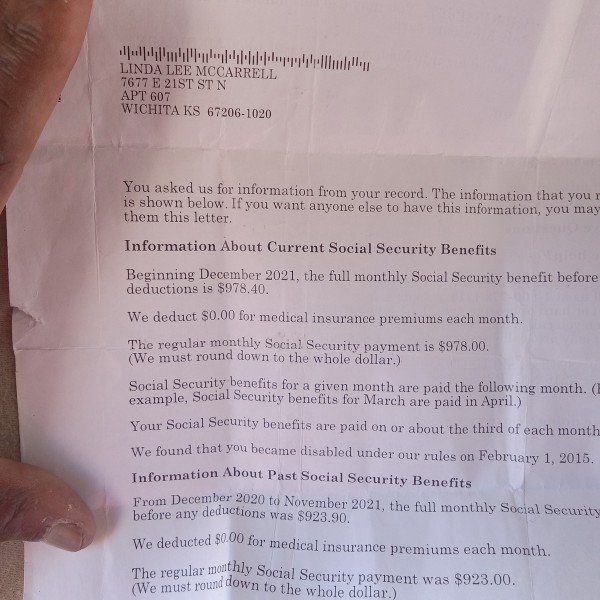 LINDA LEE MCCARRELL
7677 E 21ST ST N
APT 607
WICHITA KS 67206-1020
You asked us for information from your record. The information that you
is shown below. If you want anyone else to have this information, you may
them this letter.
Information About Current Social Security Benefits
Beginning December 2021, the full monthly Social Security benefit before
deductions is $978.40.
We deduct $0.00 for medical insurance premiums each month.
The regular monthly Social Security payment is $978.00.
(We must round down to the whole dollar.)
Social Security benefits for a given month are paid the following month. (
example, Social Security benefits for March are paid in April.)
Your Social Security benefits are paid on or about the third of each month
We found that you became disabled under our rules on February 1, 2015.
Information About Past Social Security Benefits
From December 2020 to November 2021, the full monthly Social Security
before any deductions was $923.90.
We deducted $0.00 for medical insurance premiums each month.
The regular monthly Social Security payment was $923.00.
(We must round down to the whole dollar.)